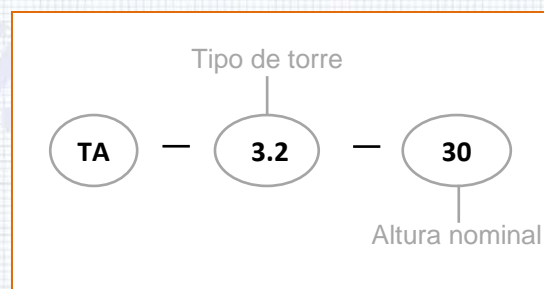 Tipo de torre
TA — 3.2 — 30
Altura nominal